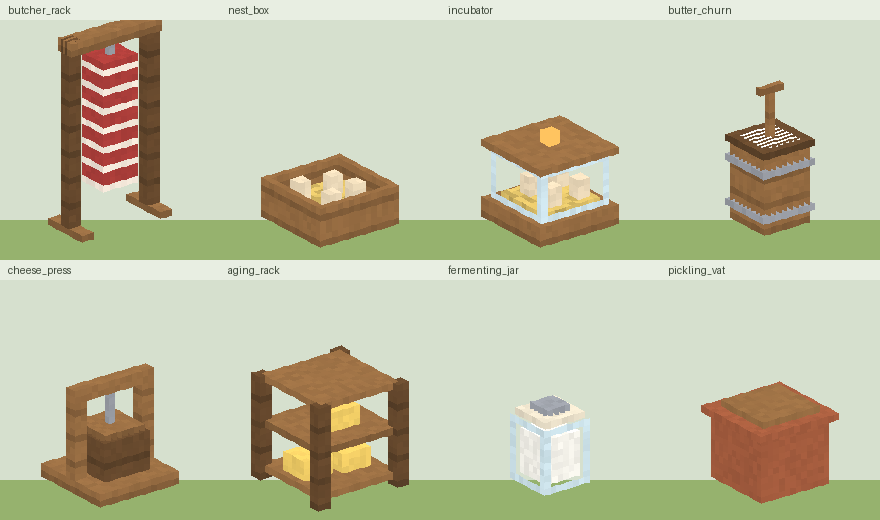 butcher_rack
nest_box
incubator
butter_churn
cheese_press
aging_rack
fermenting_jar
pickling_vat